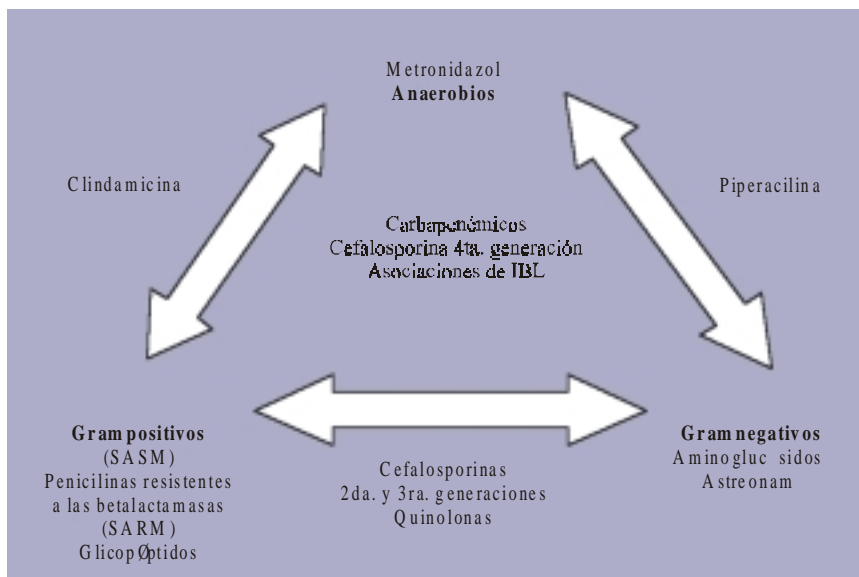 Metronidazol
Anaerobios
Clindamicina
Piperacilina
Carbapenémicos
Cefalosporina 4ta. generación
Asociaciones de IBL
Gram positivos
(SASM)
Penicilinas resistentes
a las betalactamasas
(SARM)
GlicopØptidos
Cefalosporinas
2da. y 3ra. generaciones
Quinolonas
Gram negativos
Aminogluc sidos
Astreonam